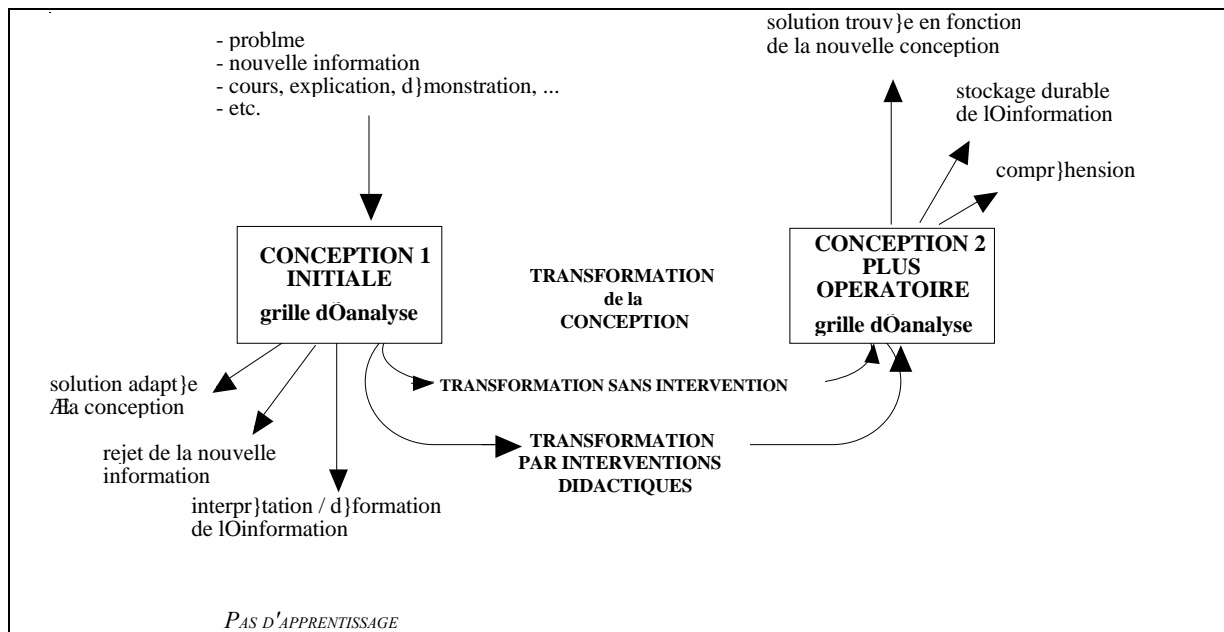 - problme
- nouvelle information
- cours, explication, d}monstration, ...
- etc.
solution trouv}e en fonction
de la nouvelle conception
stockage durable
de lOinformation
compr}hension
CONCEPTION 1
INITIALE
grille dÕanalyse
TRANSFORMATION
de la
CONCEPTION
CONCEPTION 2
PLUS
OPERATOIRE
grille dÕanalyse
TRANSFORMATION SANS INTERVENTION
TRANSFORMATION
PAR INTERVENTIONS
DIDACTIQUES
solution adapt}e
Æla conception
rejet de la nouvelle
information
interpr}tation / d}formation
de lOinformation
PAS D'APPRENTISSAGE